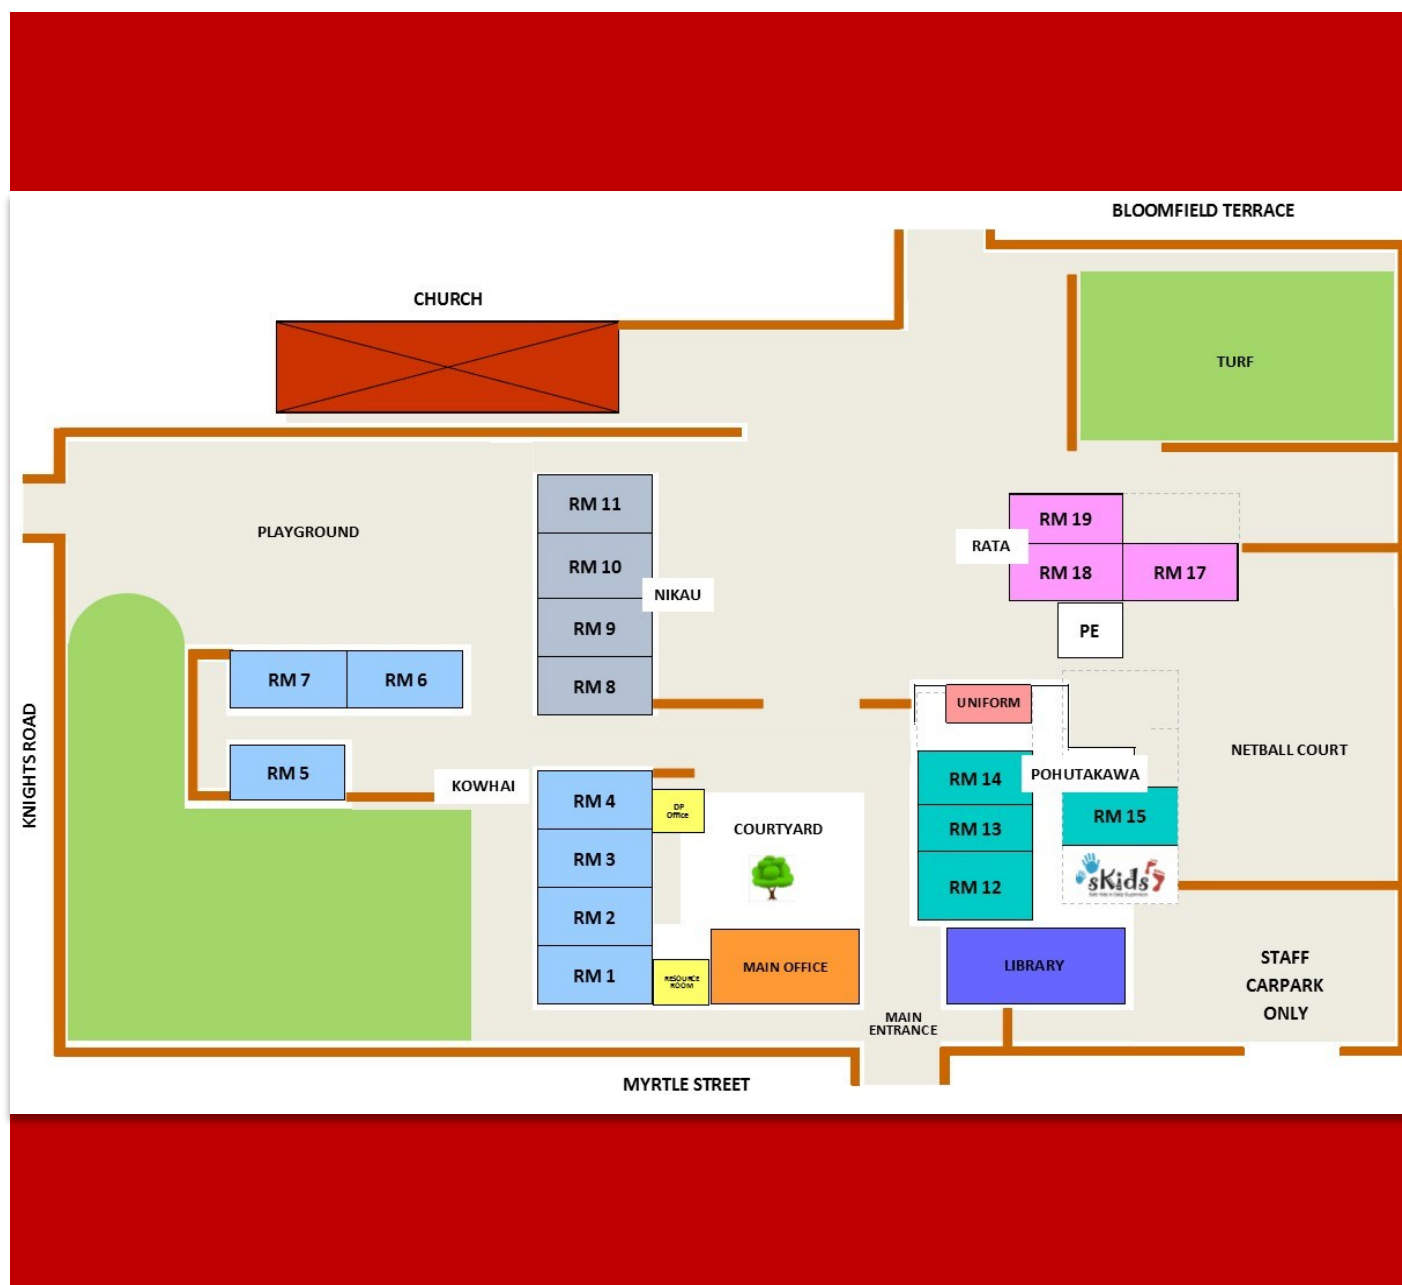 BLOOMFIELD TERRACE
CHURCH
TURF
RM 11
RM 19
PLAYGROUND
RATA
RM 10
RM 18
RM 17
NIKAU
RM 9
PE
RM 7
RM 6
RM 8
UNIFORM
KNIGHTS ROAD
NETBALL COURT
RM 5
KOWHAI
RM 14
POHUTAKAWA
RM 4
DP
Office
COURTYARD
RM 13
RM 15
RM 3
sKids
RM 12
RM 2
LIBRARY
STAFF
CARPARK
ONLY
RM 1
RESOURCE
ROOM
MAIN OFFICE
MAIN
ENTRANCE
MYRTLE STREET